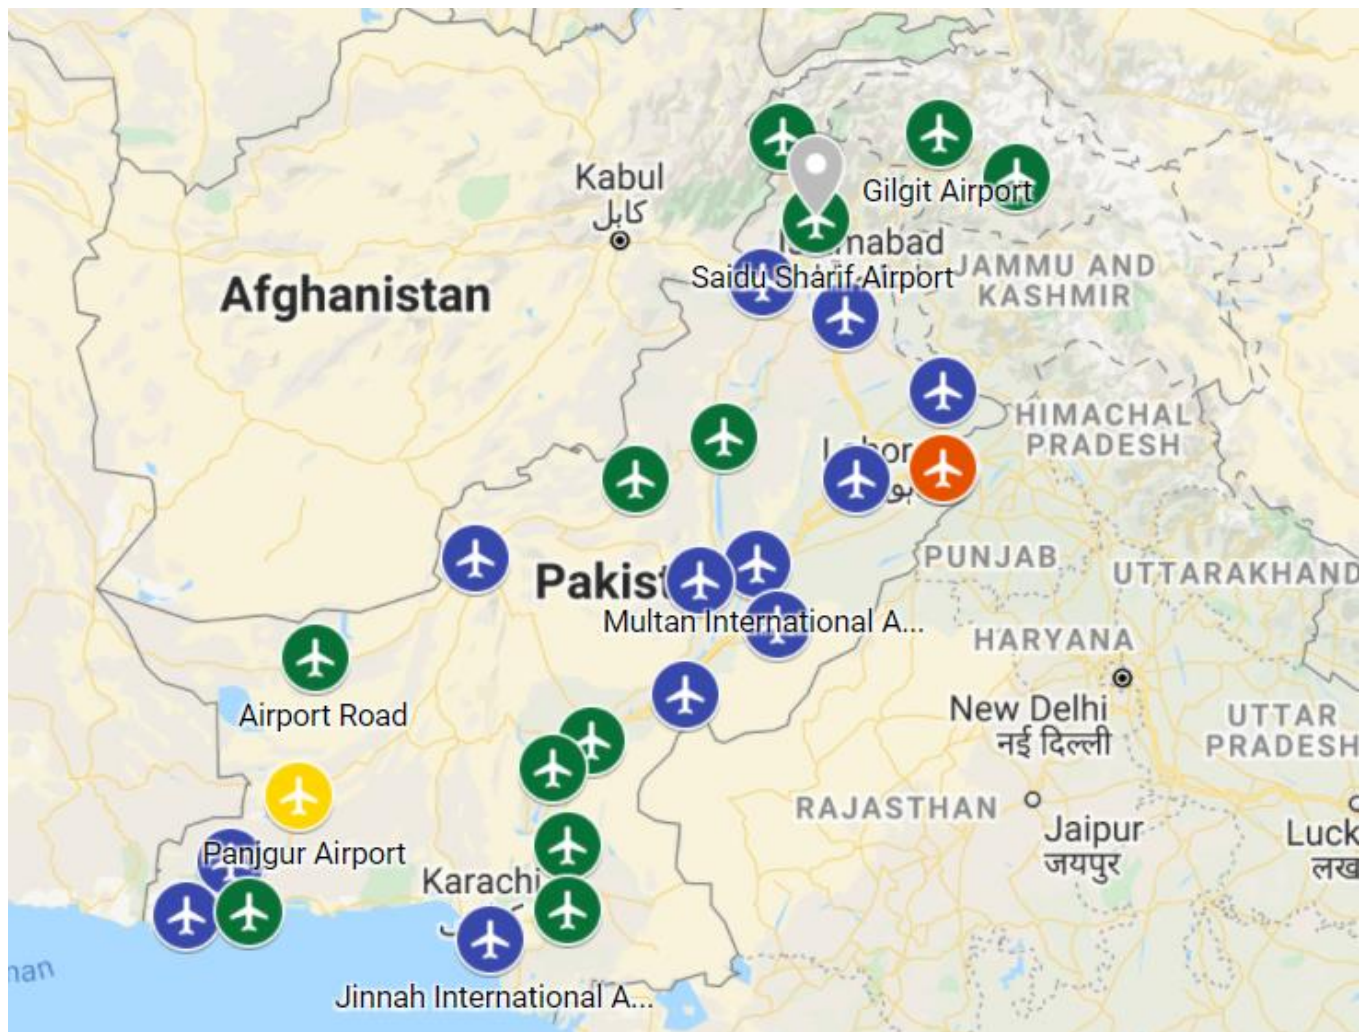 Kabul
کابل
Gilgit Airport
Saidu Sharif Airport
JAMMU AND
KASHMIR
Afghanistan
HIMACHAL
PRADESH
PUNJAB
UTTARAKHAND
Multan International A...
HARYANA
New Delhi
नई दिल्ली
UTTAR
PRADESH
Airport Road
RAJASTHAN
Jaipur
जयपुर
Panjgur Airport
Karachi
Jinnah International A...